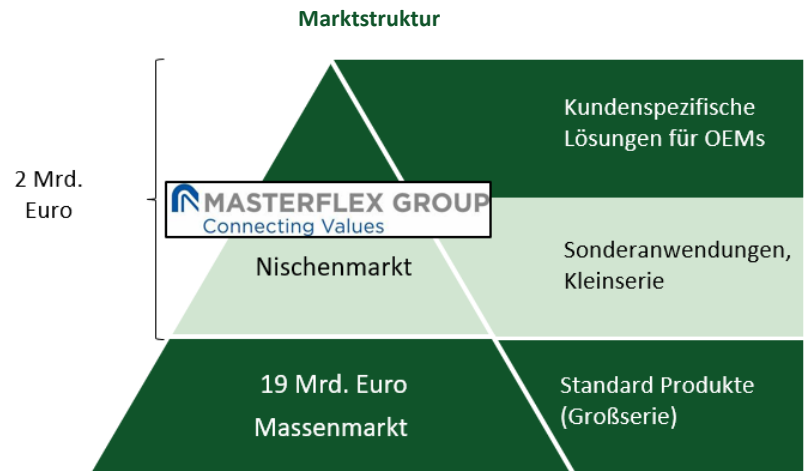 Marktstruktur
Kundenspezifische
Lösungen für OEMs
2 Mrd.
Euro
MASTERFLEX GROUP
Connecting Values
Nischenmarkt
Sonderanwendungen,
Kleinserie
19 Mrd. Euro
Massenmarkt
Standard Produkte
(Großserie)